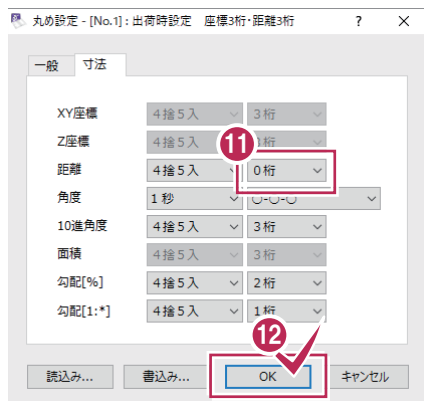 丸め設定 - [No.1] : 出荷時設定 座標3桁・距離3桁 ? ×
一般 寸法
XY座標 4捨5入 3桁
Z座標 4捨5入 桁
⑪
距離 4捨5入 0桁
角度 1秒 ○-○-○
10進角度 4捨5入 3桁
面積 4捨5入 3桁
勾配[%] 4捨5入 2桁
勾配[1:*] 4捨5入 1桁
⑫
読込み... 書込み... OK キャンセル